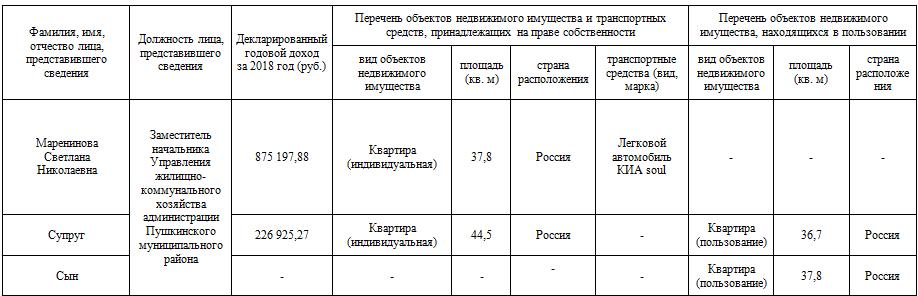 Фамилия, имя,
отчество лица,
представившего
сведения
Должность лица,
представившего
сведения
Декларированный
годовой доход
за 2018 год (руб.)
Перечень объектов недвижимого имущества и транспортных
средств, принадлежащих на праве собственности
Перечень объектов недвижимого
имущества, находящихся в пользовании
вид объектов
недвижимого
имущества
площадь
(кв. м)
страна
расположения
транспортные
средства (вид,
марка)
вид объектов
недвижимого
имущества
площадь
(кв. м)
страна
расположе
ния
Маренинова
Светлана
Николаевна
Заместитель
начальника
Управления
жилищно-
коммунального
хозяйства
администрации
Пушкинского
муниципального
района
875 197,88
Квартира
(индивидуальная)
37,8
Россия
Легковой
автомобиль
КИА soul
-
-
-
Супруг
226 925,27
Квартира
(индивидуальная)
44,5
Россия
-
Квартира
(пользование)
36,7
Россия
Сын
-
-
-
-
-
Квартира
(пользование)
37,8
Россия